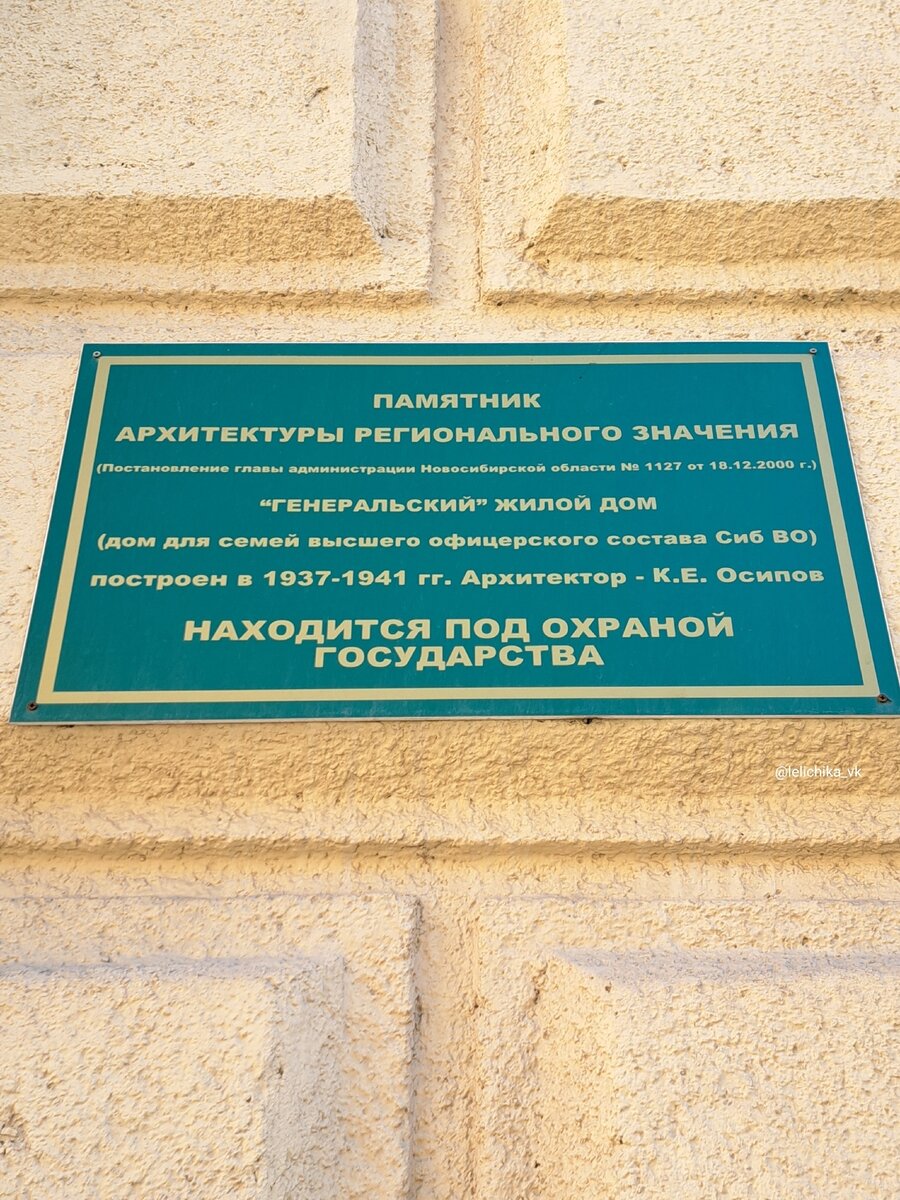 ПАМЯТНИК
АРХИТЕКТУРЫ РЕГИОНАЛЬНОГО ЗНАЧЕНИЯ
(Постановление главы администрации Новосибирской области № 1127 от 18.12.2000 г.)
“ГЕНЕРАЛЬСКИЙ” ЖИЛОЙ ДОМ
(дом для семей высшего офицерского состава Сиб ВО)
построен в 1937-1941 гг. Архитектор - К.Е. Осипов
НАХОДИТСЯ ПОД ОХРАНОЙ
ГОСУДАРСТВА
@lelichika_vk